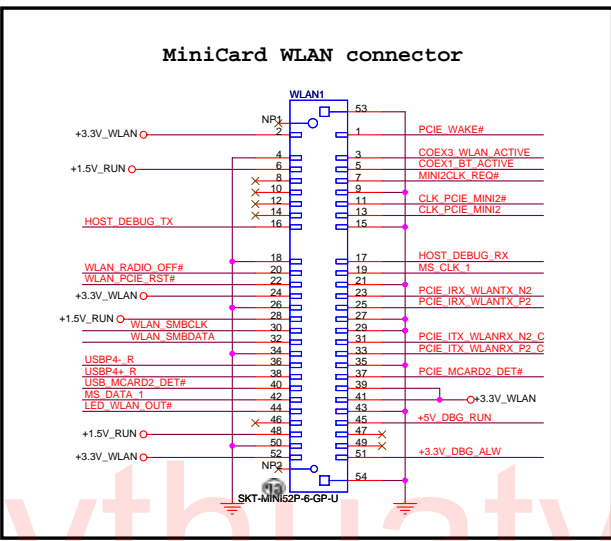 MiniCard WLAN connector
WLAN1
53
NP1
+3.3V_WLAN 2 1 PCIE_WAKE#
4 3 COEX3_WLAN_ACTIVE
+1.5V_RUN 6 5 COEX1_BT_ACTIVE
8 7 MINI2CLK_REQ#
10 9
12 11 CLK_PCIE_MINI2#
14 13 CLK_PCIE_MINI2
HOST_DEBUG_TX 16 15
18 17 HOST_DEBUG_RX
WLAN_RADIO_OFF# 20 19 MS_CLK_1
WLAN_PCIE_RST# 22 21
+3.3V_WLAN 24 23 PCIE_IRX_WLANTX_N2
26 25 PCIE_IRX_WLANTX_P2
+1.5V_RUN 28 27
WLAN_SMBCLK 30 29
WLAN_SMBDATA 32 31 PCIE_ITX_WLANRX_N2_C
34 33 PCIE_ITX_WLANRX_P2_C
USBP4-_R 36 35
USBP4+_R 38 37 PCIE_MCARD2_DET#
USB_MCARD2_DET# 40 39
MS_DATA_1 42 41 +3.3V_WLAN
LED_WLAN_OUT# 44 43
46 45 +5V_DBG_RUN
+1.5V_RUN 48 47
50 49
+3.3V_WLAN 52 51 +3.3V_DBG_ALW
NP2
54
SKT-MINI52P-6-GP-U